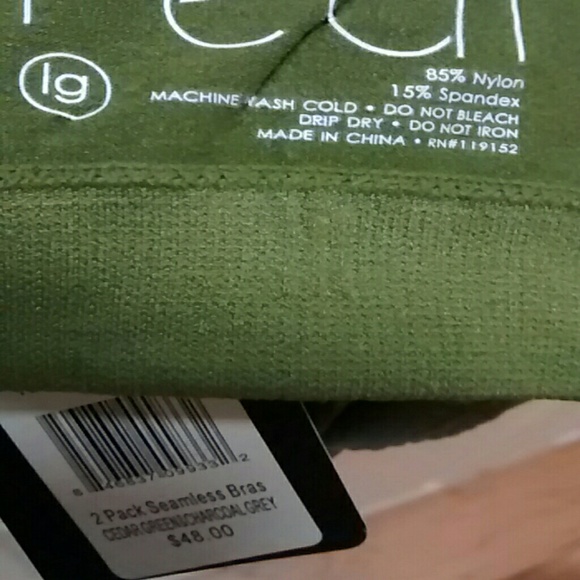 real
lg
85% Nylon
15% Spandex
MACHINE WASH COLD • DO NOT BLEACH
DRIP DRY • DO NOT IRON
MADE IN CHINA • RN#119152
2 Pack Seamless Bras
CEDAR GREEN&CHARCOAL GREY
$48.00